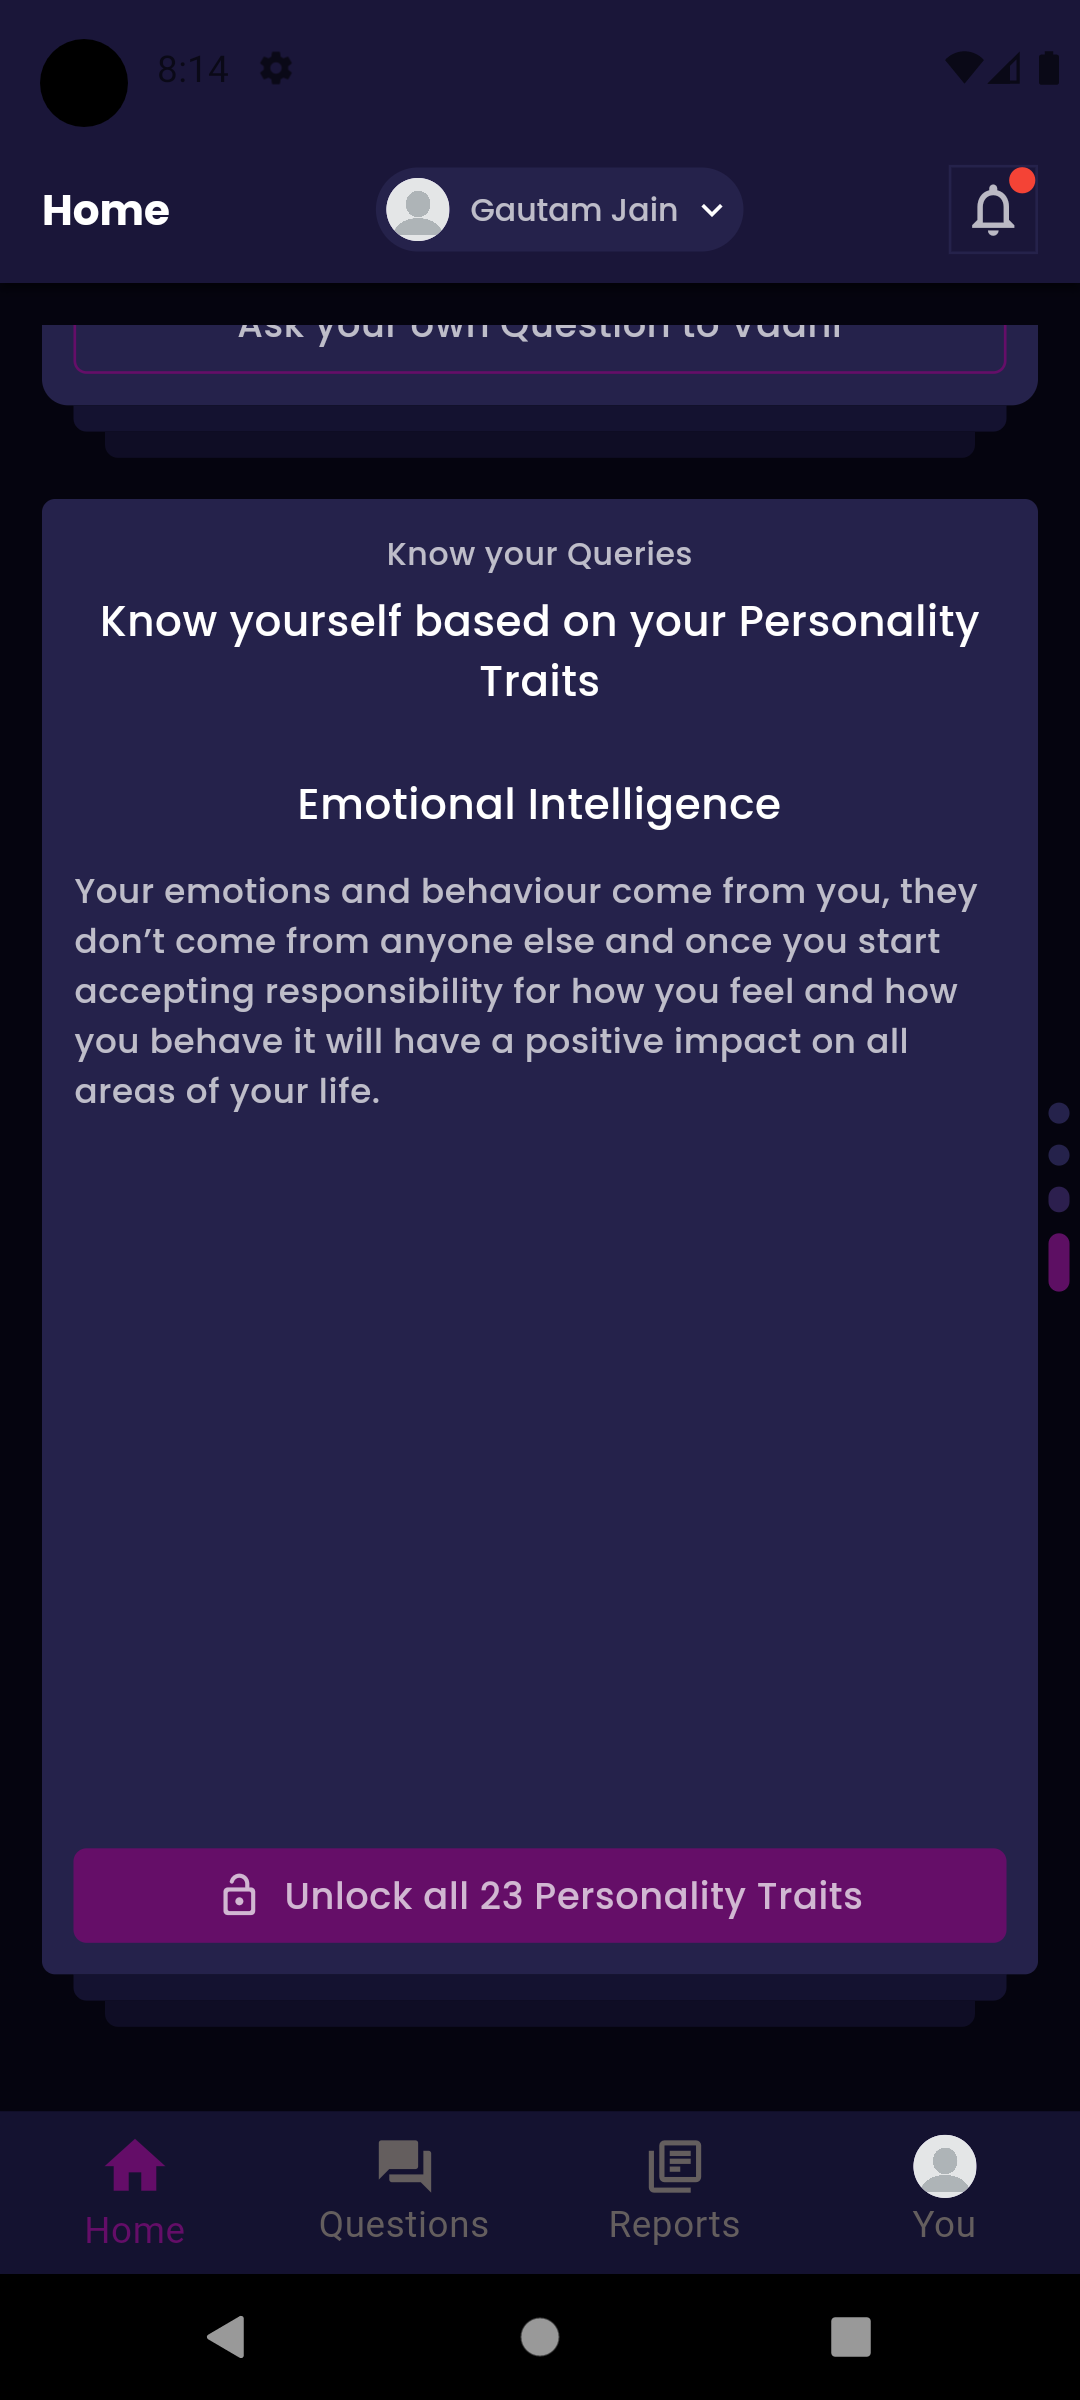 8:14
Home
Gautam Jain
Ask your own Question to Vaani
Know your Queries
Know yourself based on your Personality
Traits
Emotional Intelligence
Your emotions and behaviour come from you, they
don’t come from anyone else and once you start
accepting responsibility for how you feel and how
you behave it will have a positive impact on all
areas of your life.
Unlock all 23 Personality Traits
Home
Questions
Reports
You